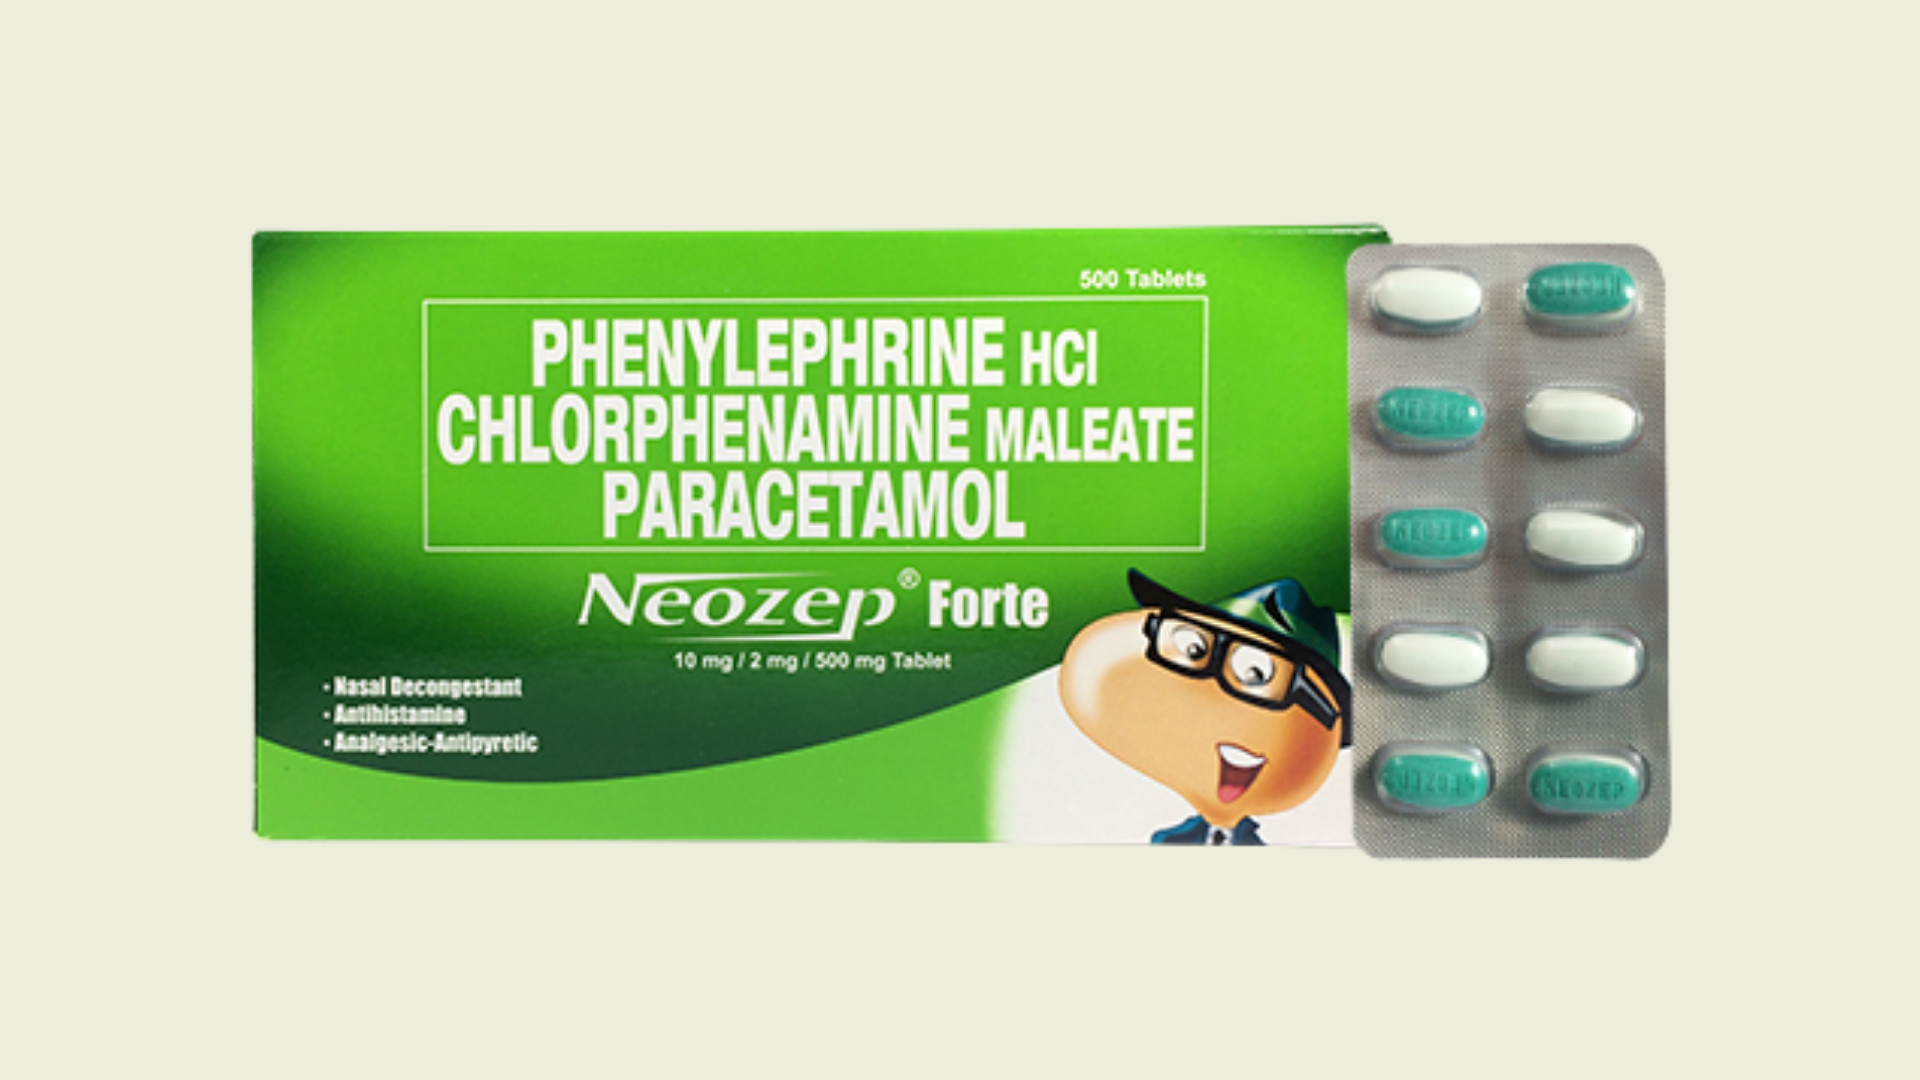 500 Tablets
PHENYLEPHRINE HCl
CHLORPHENAMINE MALEATE
PARACETAMOL
Neozep® Forte
10 mg / 2 mg / 500 mg Tablet
• Nasal Decongestant
• Antihistamine
• Analgesic-Antipyretic
NEOZEP
NEOZEP
NEOZEP
NEOZEP
NEOZEP